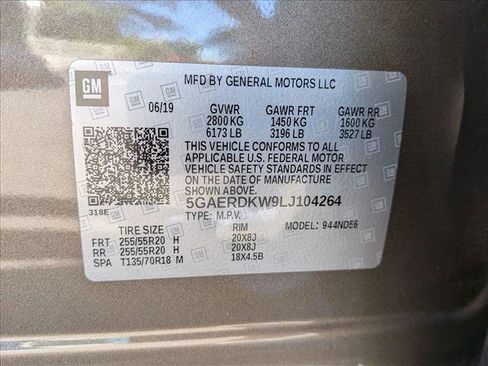 GM
MFD BY GENERAL MOTORS LLC
06/19 GVWR GAWR FRT GAWR RR
2800 KG 1450 KG 1600 KG
6173 LB 3196 LB 3527 LB
THIS VEHICLE CONFORMS TO ALL
APPLICABLE U.S. FEDERAL MOTOR
VEHICLE SAFETY STANDARDS IN EFFECT
ON THE DATE OF MANUFACTURE
SHOWN ABOVE.
5GAERDKW9LJ104264
318E
TYPE: M.P.V. MODEL: 944ND56
TIRE SIZE RIM
FRT 255/55R20 H 20X8J
RR 255/55R20 H 20X8J
SPA T135/70R18 M 18X4.5B